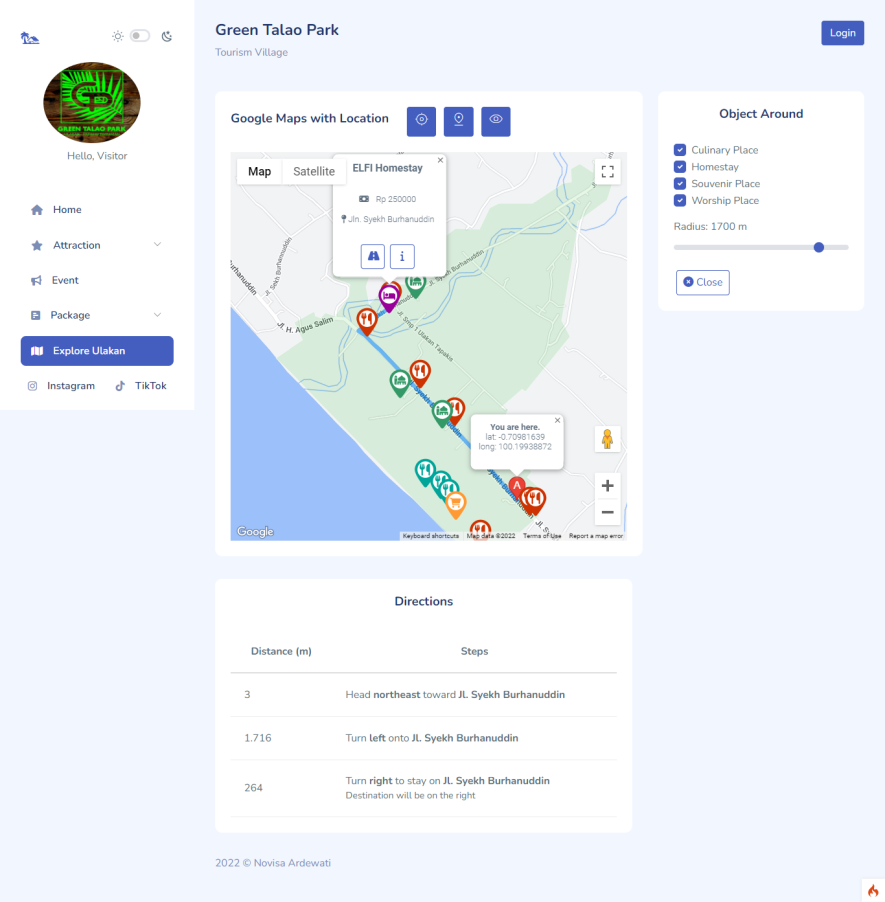 Green Talao Park
Tourism Village
Login
GREEN TALAO PARK
Hello, Visitor
Home
Attraction
Event
Package
Explore Ulakan
Instagram
TikTok
Google Maps with Location
Map
Satellite
ELFI Homestay
Rp 250000
Jln. Syekh Burhanuddin
Jl. H. Agus Salim
Jl. Smp 1 Ulakan Tapakis
You are here.
lat: -0.70981639
long: 100.19938872
A
Google
Keyboard shortcuts
Map data ©2022
Terms of Use
Report a map error
Object Around
Culinary Place
Homestay
Souvenir Place
Worship Place
Radius: 1700 m
Close
Directions
Distance (m) Steps
3 Head northeast toward Jl. Syekh Burhanuddin
1.716 Turn left onto Jl. Syekh Burhanuddin
264 Turn right to stay on Jl. Syekh Burhanuddin
Destination will be on the right
2022 © Novisa Ardewati